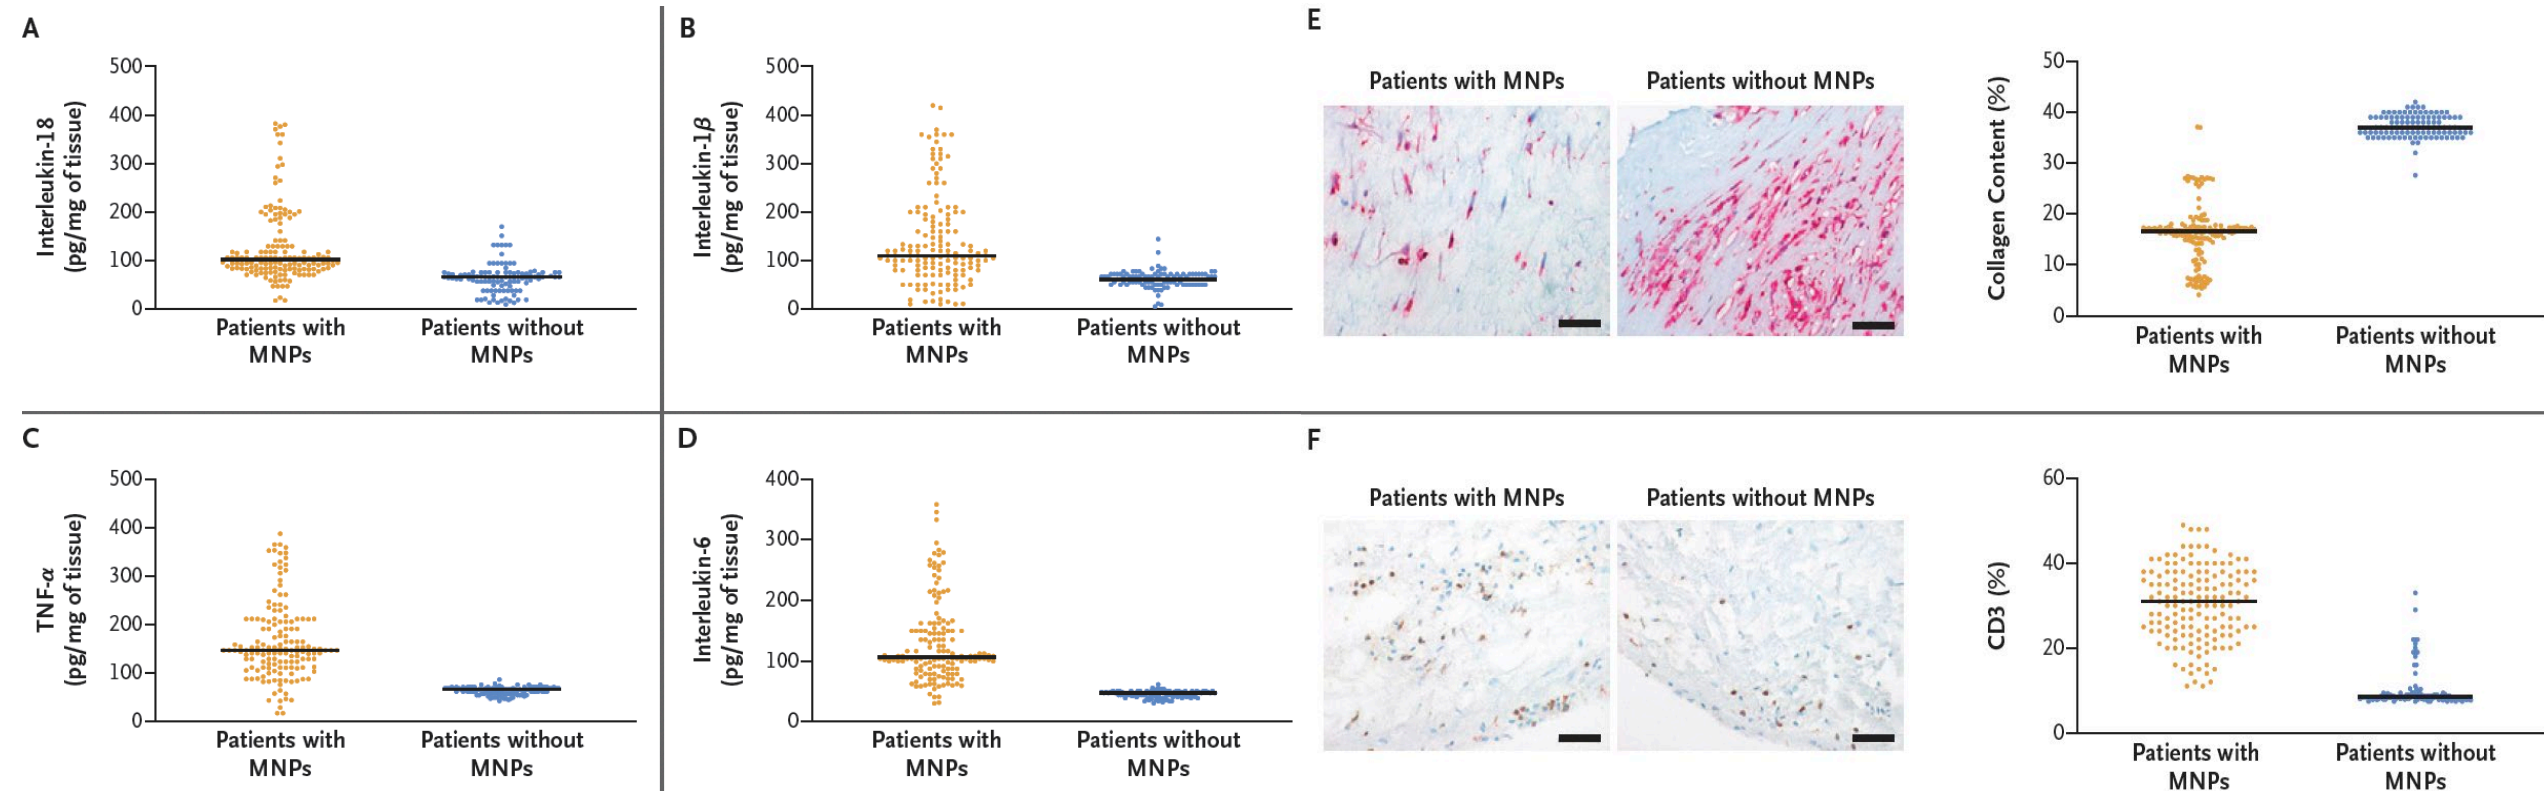 A
Interleukin-18
(pg/mg of tissue)
500
400
300
200
100
0
Patients with
MNPs
Patients without
MNPs
B
Interleukin-1β
(pg/mg of tissue)
500
400
300
200
100
0
Patients with
MNPs
Patients without
MNPs
E
Patients with MNPs
Patients without MNPs
Collagen Content (%)
50
40
30
20
10
0
Patients with
MNPs
Patients without
MNPs
C
TNF-α
(pg/mg of tissue)
500
400
300
200
100
0
Patients with
MNPs
Patients without
MNPs
D
Interleukin-6
(pg/mg of tissue)
400
300
200
100
0
Patients with
MNPs
Patients without
MNPs
F
Patients with MNPs
Patients without MNPs
CD3 (%)
60
40
20
0
Patients with
MNPs
Patients without
MNPs